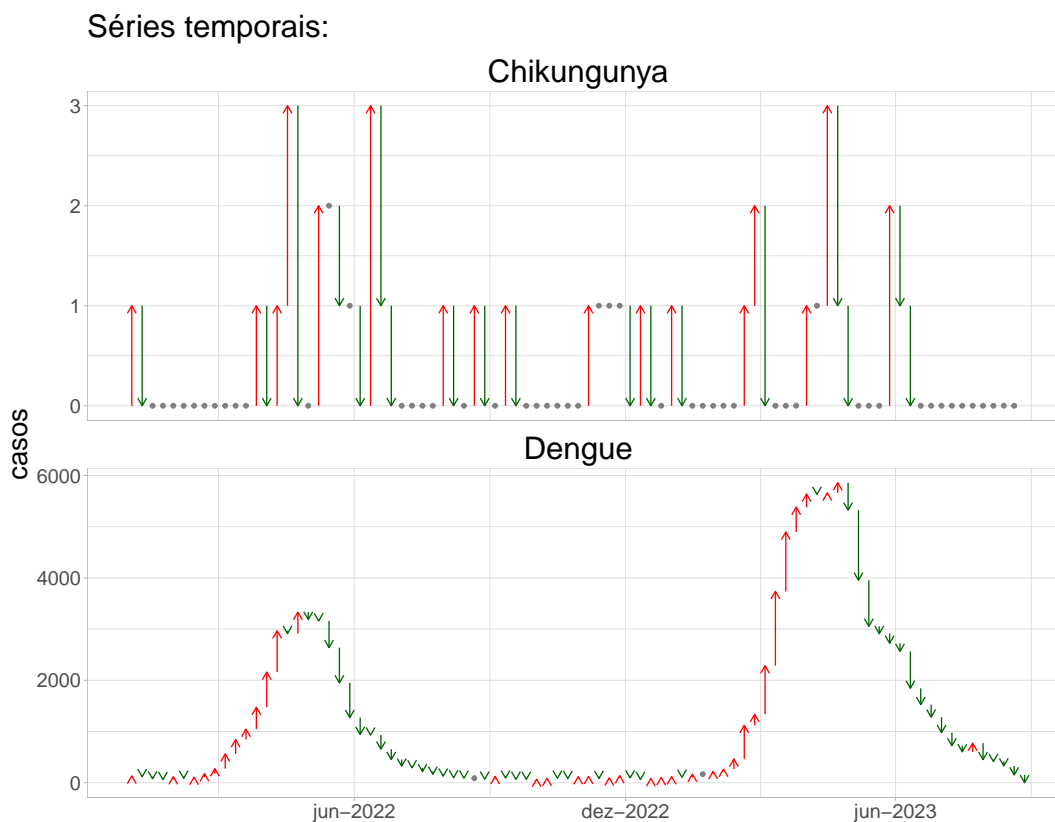 Séries temporais:
Chikungunya
3
2
1
0
casos
Dengue
6000
4000
2000
0
jun−2022
dez−2022
jun−2023